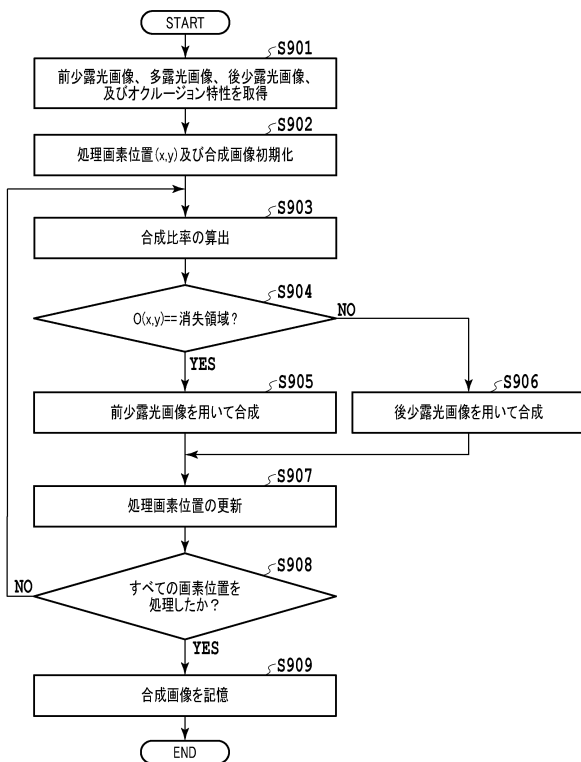 START
S901
前少露光画像、多露光画像、後少露光画像、
及びオクルージョン特性を取得
S902
処理画素位置(x,y)及び合成画像初期化
S903
合成比率の算出
S904
O(x,y)==消失領域?
NO
YES
S905
前少露光画像を用いて合成
S906
後少露光画像を用いて合成
S907
処理画素位置の更新
S908
すべての画素位置を
処理したか?
NO
YES
S909
合成画像を記憶
END